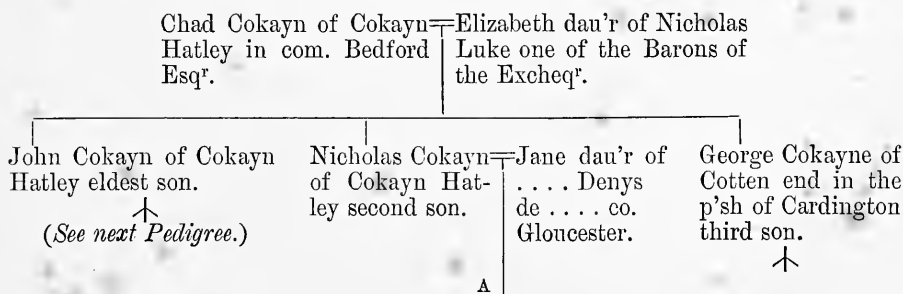 Chad Cokayn of Cokayn
Hatley in com. Bedford
Esqr.
Elizabeth dau'r of Nicholas
Luke one of the Barons of
the Excheqr.
John Cokayn of Cokayn
Hatley eldest son.
(See next Pedigree.)
Nicholas Cokayn
of Cokayn Hat-
ley second son.
Jane dau'r of
. . . . Denys
de . . . . co.
Gloucester.
George Cokayne of
Cotten end in the
p'sh of Cardington
third son.
A